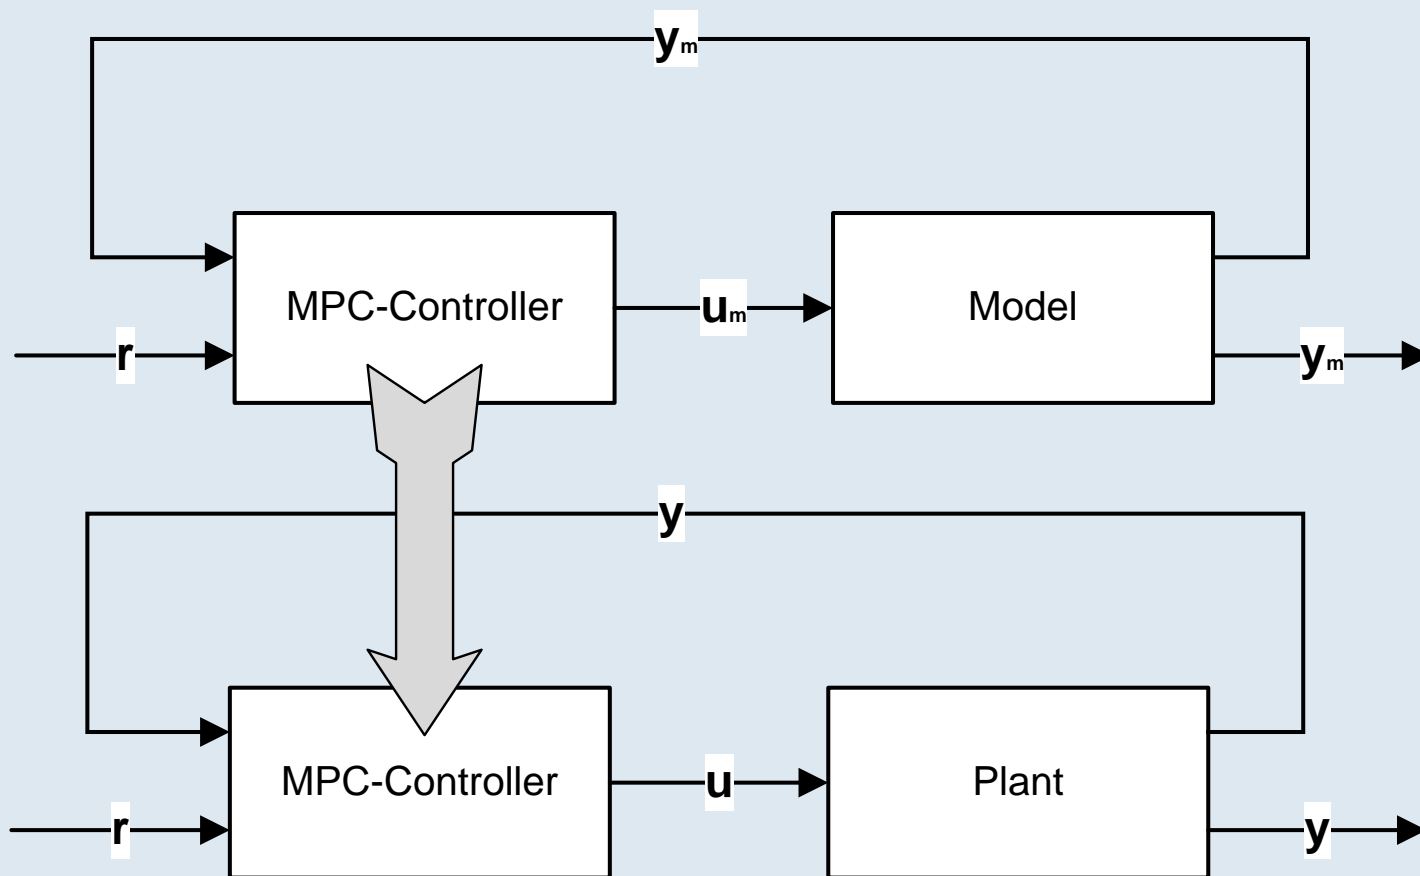 ym
MPC-Controller
um
Model
r
ym
y
MPC-Controller
u
Plant
r
y